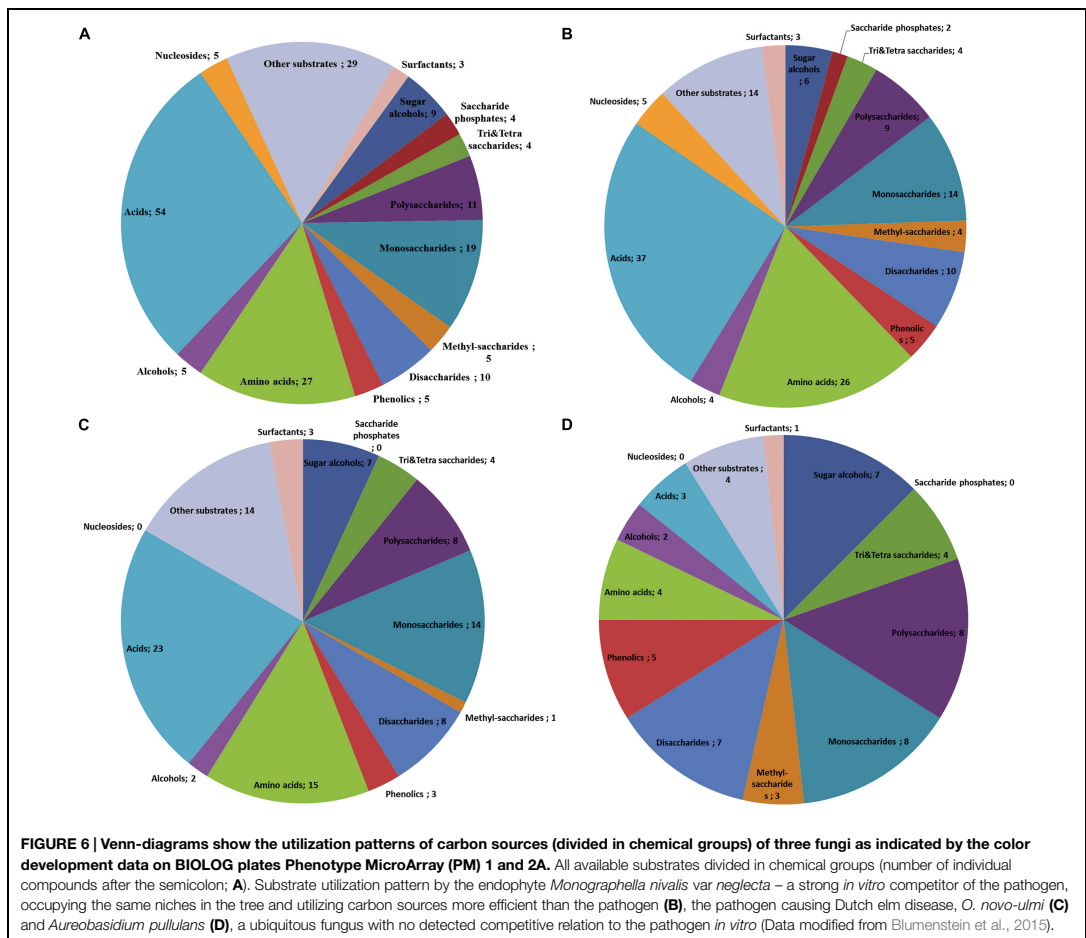 A
Nucleosides; 5
Other substrates ; 29
Surfactants; 3
Sugar
alcohols; 9
Saccharide
phosphates; 4
Tri&Tetra
saccharides; 4
Polysaccharides; 11
Monosaccharides ; 19
Methyl-saccharides ;
5
Disaccharides ; 10
Phenolics ; 5
Amino acids; 27
Alcohols; 5
Acids; 54
B
Surfactants; 3
Saccharide phosphates; 2
Tri&Tetra saccharides; 4
Sugar
alcohols
; 6
Polysaccharides;
9
Monosaccharides ; 14
Methyl-saccharides ; 4
Disaccharides ; 10
Phenolic
s ; 5
Amino acids; 26
Alcohols; 4
Acids; 37
Nucleosides; 5
Other substrates ; 14
C
Surfactants; 3
Saccharide
phosphates
; 0
Sugar alcohols; 7
Tri&Tetra saccharides; 4
Polysaccharides; 8
Monosaccharides ; 14
Methyl-saccharides ; 1
Disaccharides ; 8
Phenolics ; 3
Amino acids; 15
Alcohols; 2
Acids; 23
Nucleosides; 0
Other substrates ; 14
D
Surfactants; 1
Sugar alcohols; 7
Saccharide phosphates; 0
Tri&Tetra saccharides; 4
Polysaccharides; 8
Monosaccharides ; 8
Methyl-
saccharide
s ; 3
Disaccharides ; 7
Phenolics ; 5
Amino acids; 4
Alcohols; 2
Acids; 3
Nucleosides; 0
Other substrates ;
4
FIGURE 6 | Venn-diagrams show the utilization patterns of carbon sources (divided in chemical groups) of three fungi as indicated by the color
development data on BIOLOG plates Phenotype MicroArray (PM) 1 and 2A. All available substrates divided in chemical groups (number of individual
compounds after the semicolon; A). Substrate utilization pattern by the endophyte Monographella nivalis var neglecta – a strong in vitro competitor of the pathogen,
occupying the same niches in the tree and utilizing carbon sources more efficient than the pathogen (B), the pathogen causing Dutch elm disease, O. novo-ulmi (C)
and Aureobasidium pullulans (D), a ubiquitous fungus with no detected competitive relation to the pathogen in vitro (Data modified from Blumenstein et al., 2015).